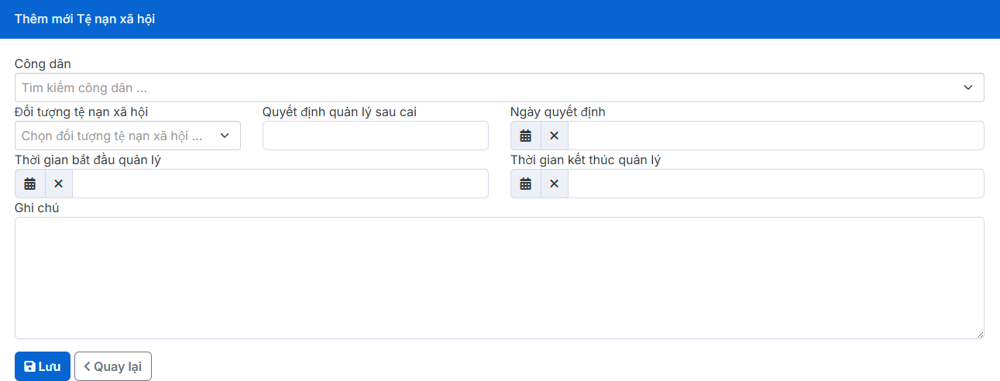 Thêm mới Tệ nạn xã hội
Công dân
Tìm kiếm công dân ...
Đối tượng tệ nạn xã hội
Quyết định quản lý sau cai
Ngày quyết định
Chọn đối tượng tệ nạn xã hội ...
Thời gian bắt đầu quản lý
Thời gian kết thúc quản lý
Ghi chú
Lưu
Quay lại